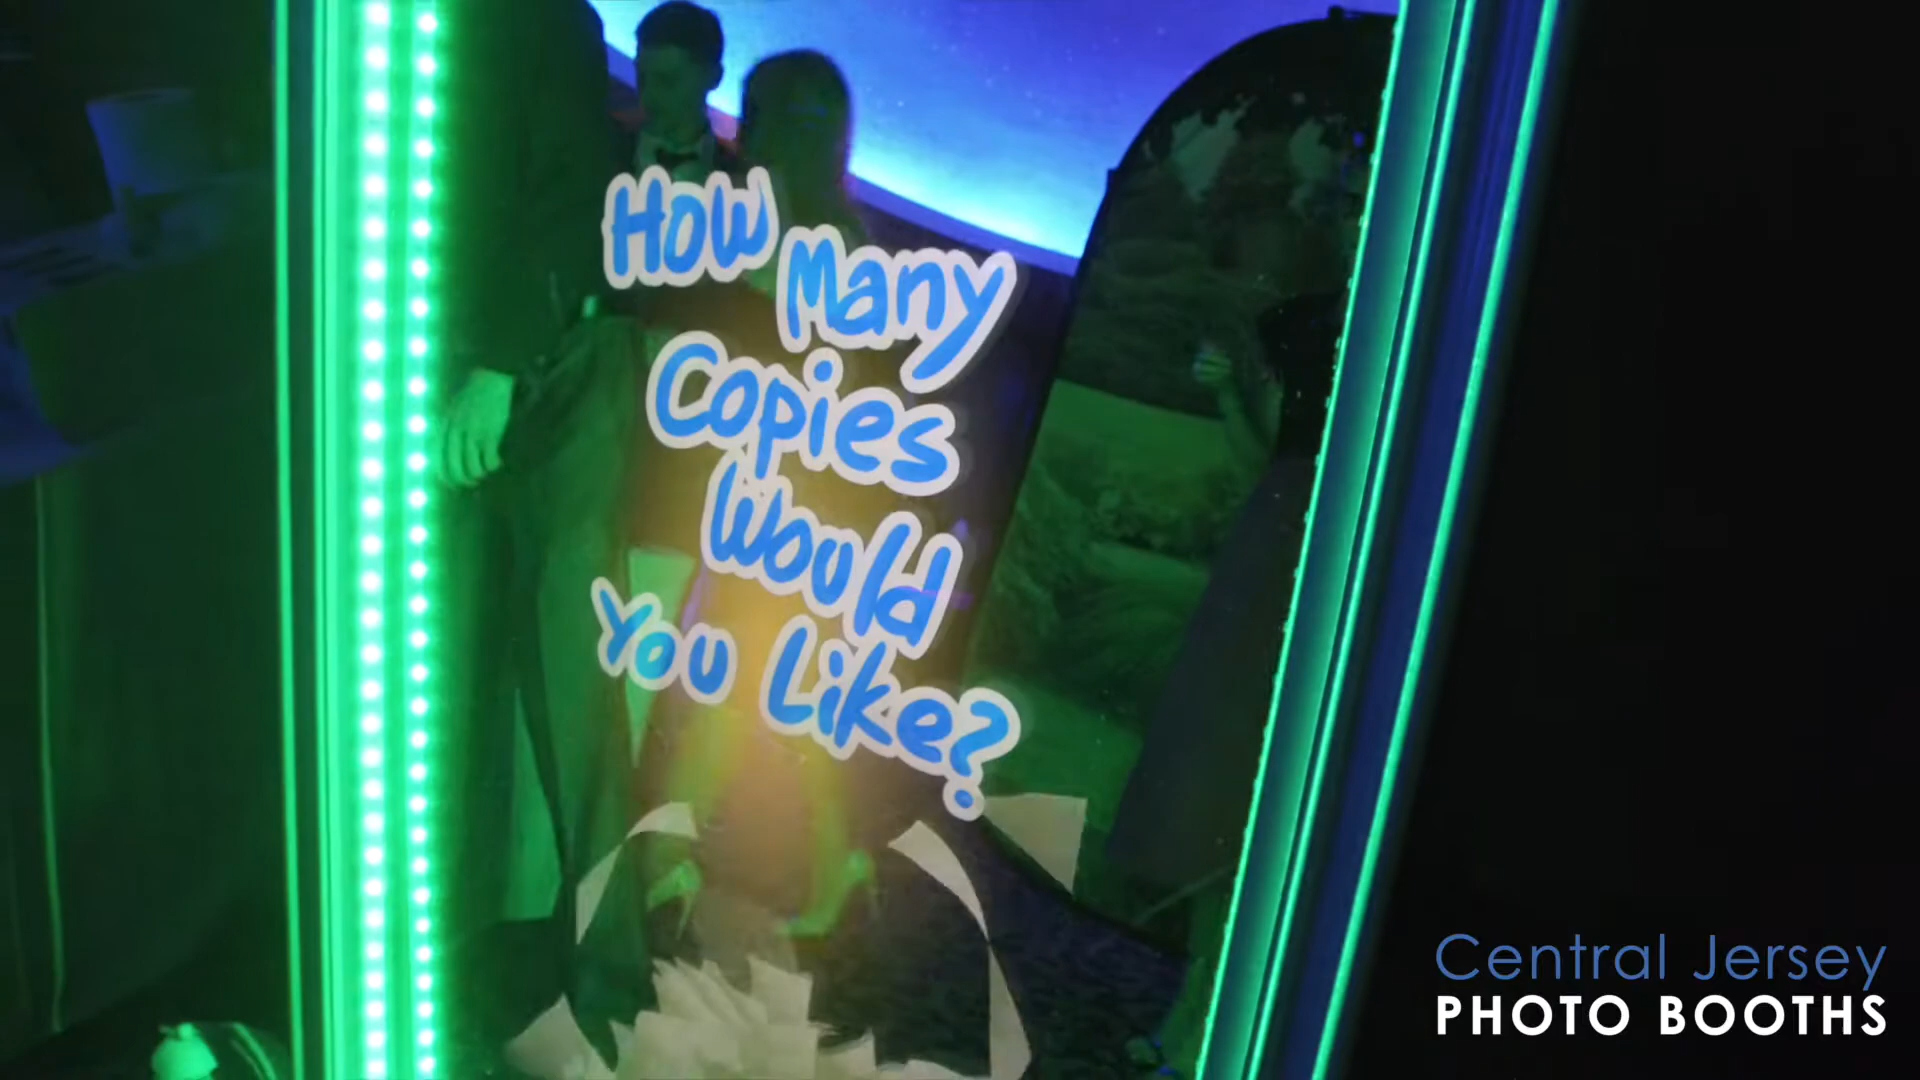 How Many
Copies
Would
You Like?
Central Jersey
PHOTO BOOTHS